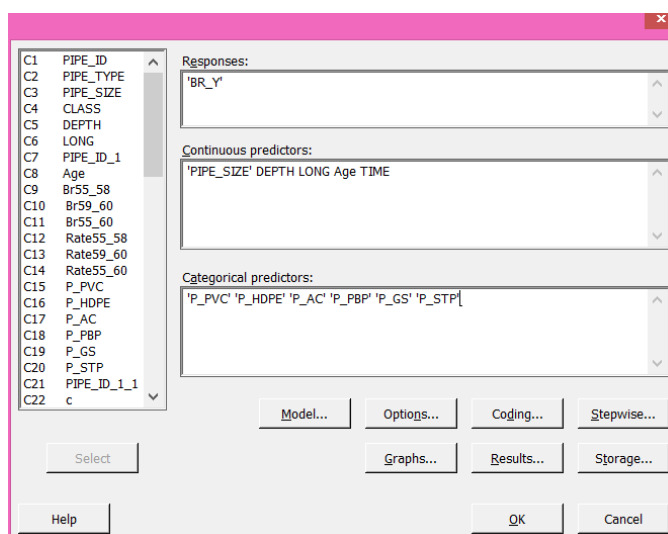 C1 PIPE_ID
C2 PIPE_TYPE
C3 PIPE_SIZE
C4 CLASS
C5 DEPTH
C6 LONG
C7 PIPE_ID_1
C8 Age
C9 Br55_58
C10 Br59_60
C11 Br55_60
C12 Rate55_58
C13 Rate59_60
C14 Rate55_60
C15 P_PVC
C16 P_HDPE
C17 P_AC
C18 P_PBP
C19 P_GS
C20 P_STP
C21 PIPE_ID_1_1
C22 c
Select
Help
Responses:
'BR_Y'
Continuous predictors:
'PIPE_SIZE' DEPTH LONG Age TIME
Categorical predictors:
'P_PVC' 'P_HDPE' 'P_AC' 'P_PBP' 'P_GS' 'P_STP'
Model... Options... Coding... Stepwise...
Graphs... Results... Storage...
OK Cancel